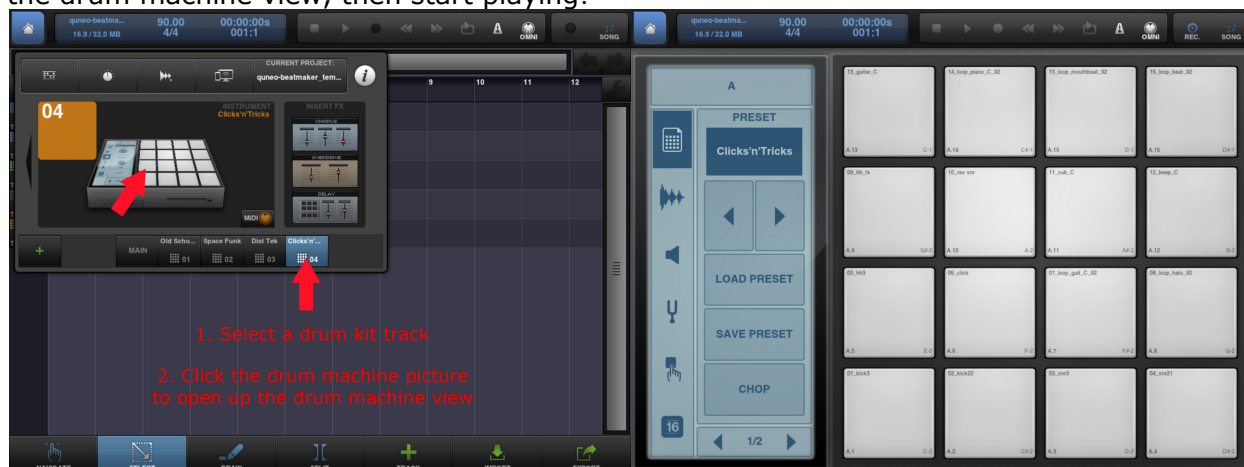 the drum machine view, then start playing!
quneo-beatma...
16.9 / 32.0 MB
90.00
4/4
00:00:00s
001:1
OMNI
SONG
CURRENT PROJECT:
quneo-beatmaker_tem...
9 10 11 12
04
INSTRUMENT
Clicks'n'Tricks
INSERT FX
CHORUS
OVERDRIVE
DELAY
MIDI
MAIN
Old Scho...
01
Space Funk
02
Dist Tek
03
Clicks'n'...
04
1. Select a drum kit track
2. Click the drum machine picture
to open up the drum machine view
NAVIGATE SELECT DRAW SPLIT TRACK IMPORT EXPORT
quneo-beatma...
16.9 / 32.0 MB
90.00
4/4
00:00:00s
001:1
OMNI
REC.
SONG
A
PRESET
Clicks'n'Tricks
LOAD PRESET
SAVE PRESET
CHOP
16
1/2
13_guitar_C
A.13 C-1
14_loop_piano_C_92
A.14 C#-1
15_loop_mouthbeat_92
A.15 D-1
16_loop_beat_92
A.16 D#-1
09_hh_fx
A.9 G#-2
10_rev snr
A.10 A-2
11_sub_C
A.11 A#-2
12_beep_C
A.12 B-2
05_hh3
A.5 E-2
06_click
A.6 F-2
07_loop_guit_C_92
A.7 F#-2
08_loop_hats_92
A.8 G-2
01_kick3
A.1 C-2
02_kick22
A.2 C#-2
03_snr3
A.3 D-2
04_snr21
A.4 D#-2